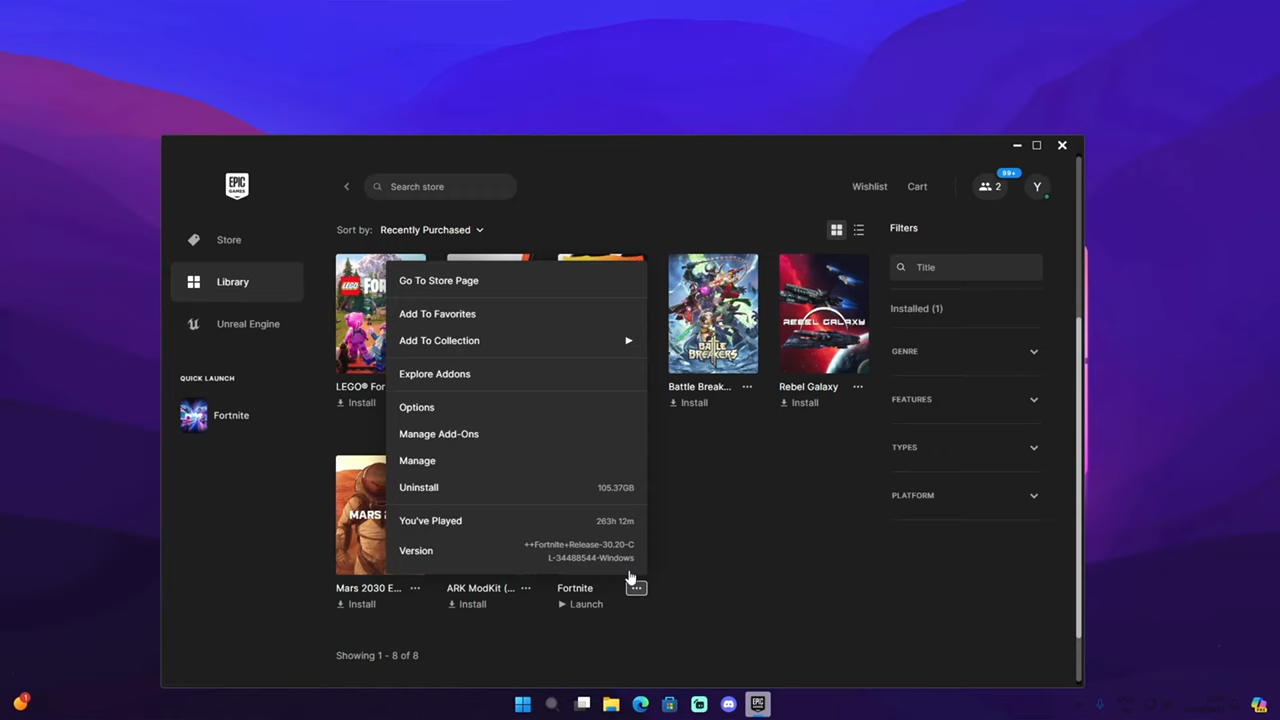 EPIC
GAMES
Search store
Wishlist
Cart
99+
2
Y
Store
Library
Unreal Engine
QUICK LAUNCH
Fortnite
Sort by: Recently Purchased
Filters
Title
Installed (1)
GENRE
FEATURES
TYPES
PLATFORM
LEGO
LEGO® For
Install
BATTLE
BREAKERS
Battle Break...
Install
REBEL GALAXY
Rebel Galaxy
Install
Go To Store Page
Add To Favorites
Add To Collection
Explore Addons
Options
Manage Add-Ons
Manage
Uninstall 105.37GB
You've Played 263h 12m
Version ++Fortnite+Release-30.20-C
L-34488544-Windows
MARS 2
Mars 2030 E...
Install
ARK ModKit (...
Install
Fortnite
Launch
Showing 1 - 8 of 8
1
EPIC